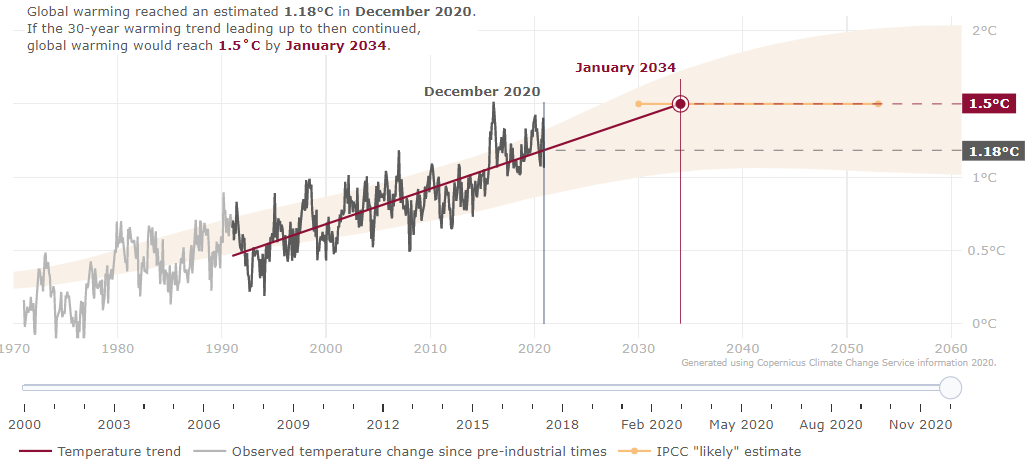 Global warming reached an estimated 1.18°C in December 2020.
If the 30-year warming trend leading up to then continued,
global warming would reach 1.5°C by January 2034.
2°C
January 2034
December 2020
1.5°C
1.18°C
1°C
0.5°C
0°C
1970 1980 1990 2000 2010 2020 2030 2040 2050 2060
Generated using Copernicus Climate Change Service information 2020.
2000 2003 2006 2009 2012 2015 2018 Feb 2020 May 2020 Aug 2020 Nov 2020
Temperature trend Observed temperature change since pre-industrial times IPCC "likely" estimate